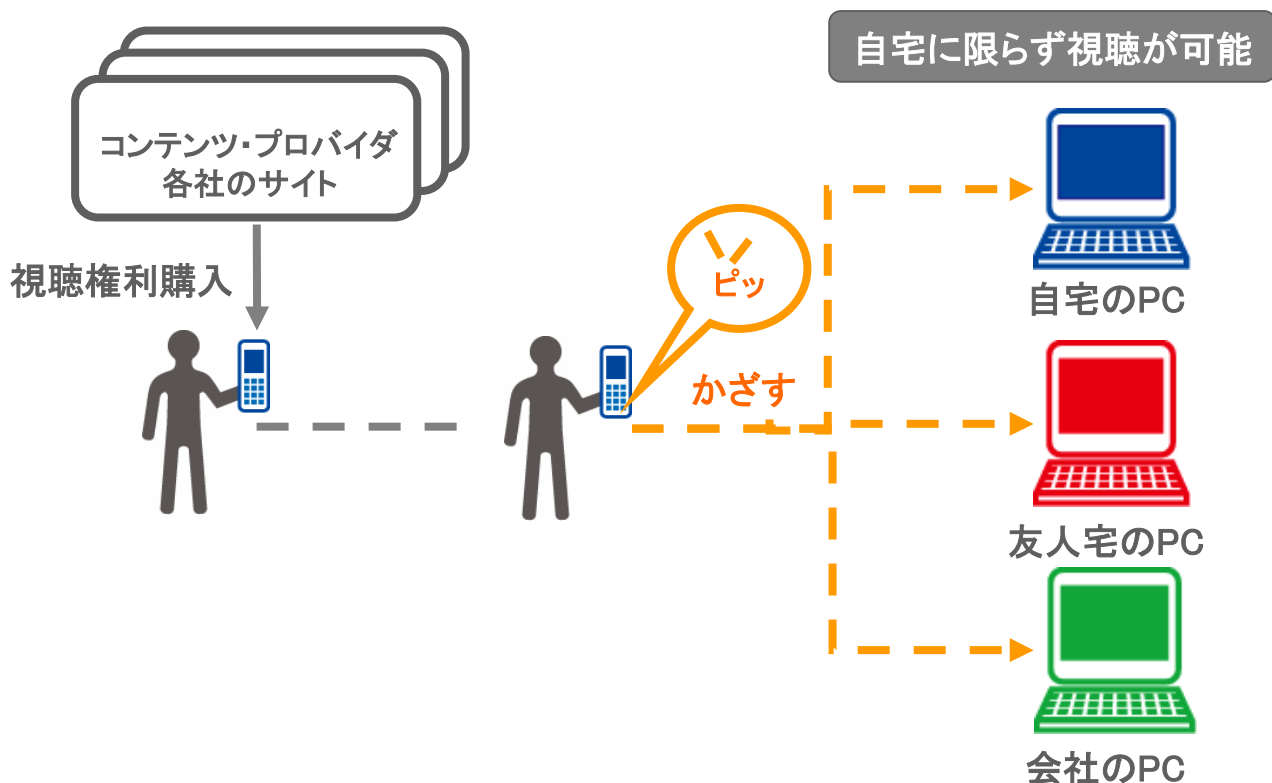 自宅に限らず視聴が可能
コンテンツ・プロバイダ
各社のサイト
視聴権利購入
ピッ
かざす
自宅のPC
友人宅のPC
会社のPC